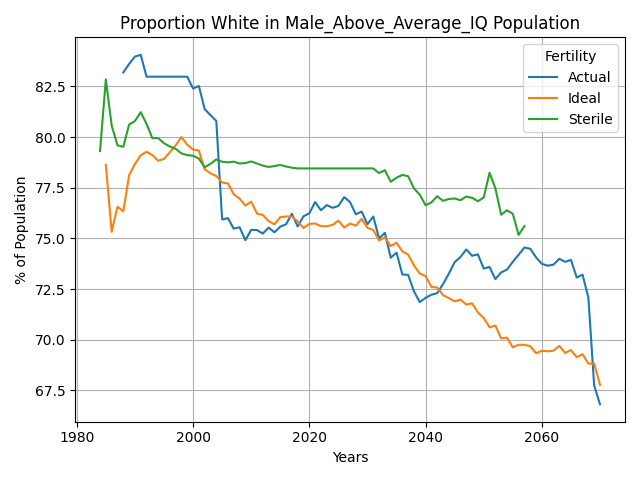 Proportion White in Male_Above_Average_IQ Population
Fertility
Actual
Ideal
Sterile
% of Population
82.5
80.0
77.5
75.0
72.5
70.0
67.5
1980
2000
2020
2040
2060
Years